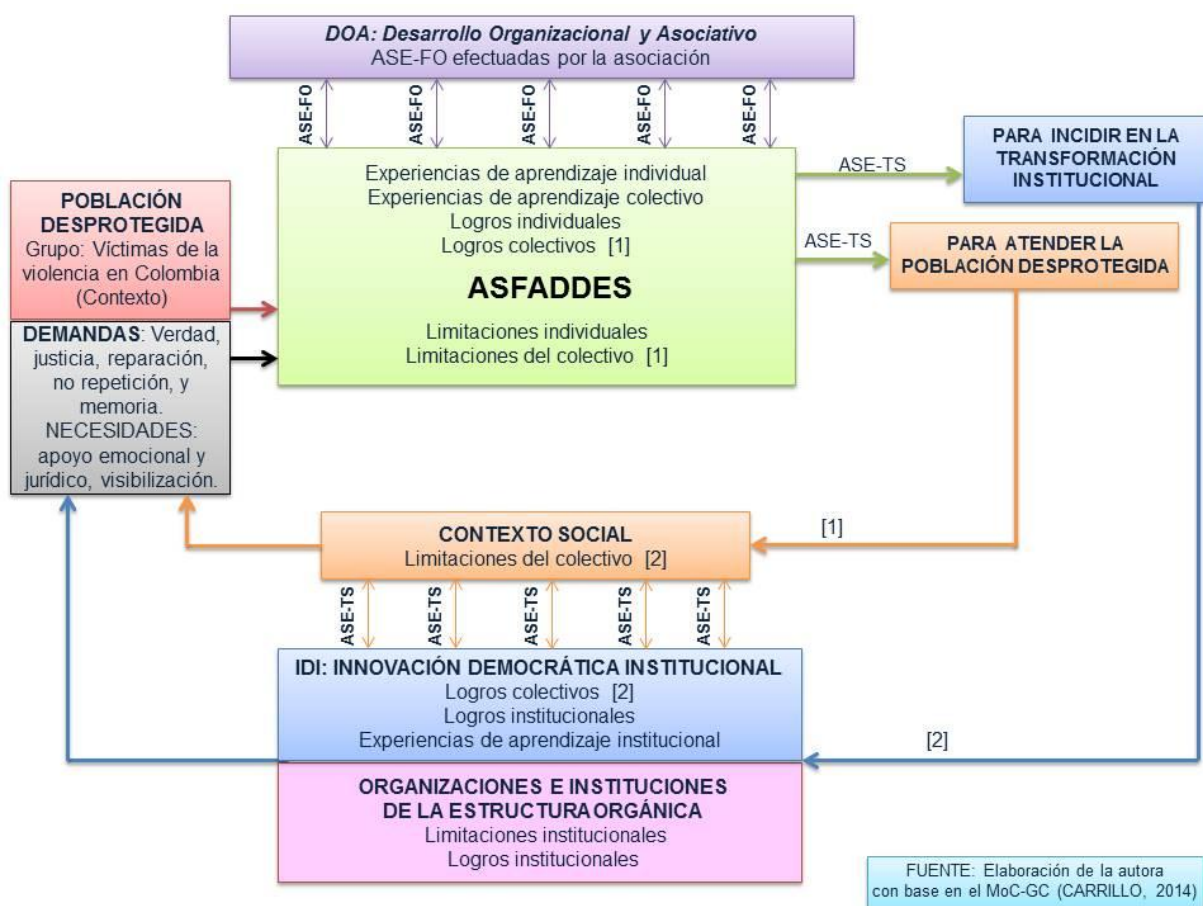 DOA: Desarrollo Organizacional y Asociativo
ASE-FO efectuadas por la asociación
ASE-FO
ASE-FO
ASE-FO
ASE-FO
ASE-FO
Experiencias de aprendizaje individual
Experiencias de aprendizaje colectivo
Logros individuales
Logros colectivos [1]
ASFADDES
Limitaciones individuales
Limitaciones del colectivo [1]
ASE-TS
PARA INCIDIR EN LA
TRANSFORMACIÓN
INSTITUCIONAL
ASE-TS
PARA ATENDER LA
POBLACIÓN DESPROTEGIDA
POBLACIÓN
DESPROTEGIDA
Grupo: Víctimas de la
violencia en Colombia
(Contexto)
DEMANDAS: Verdad,
justicia, reparación,
no repetición, y
memoria.
NECESIDADES:
apoyo emocional y
jurídico, visibilización.
CONTEXTO SOCIAL
Limitaciones del colectivo [2]
[1]
ASE-TS
ASE-TS
ASE-TS
ASE-TS
ASE-TS
IDI: INNOVACIÓN DEMOCRÁTICA INSTITUCIONAL
Logros colectivos [2]
Logros institucionales
Experiencias de aprendizaje institucional
[2]
ORGANIZACIONES E INSTITUCIONES
DE LA ESTRUCTURA ORGÁNICA
Limitaciones institucionales
Logros institucionales
FUENTE: Elaboración de la autora
con base en el MoC-GC (CARRILLO, 2014)